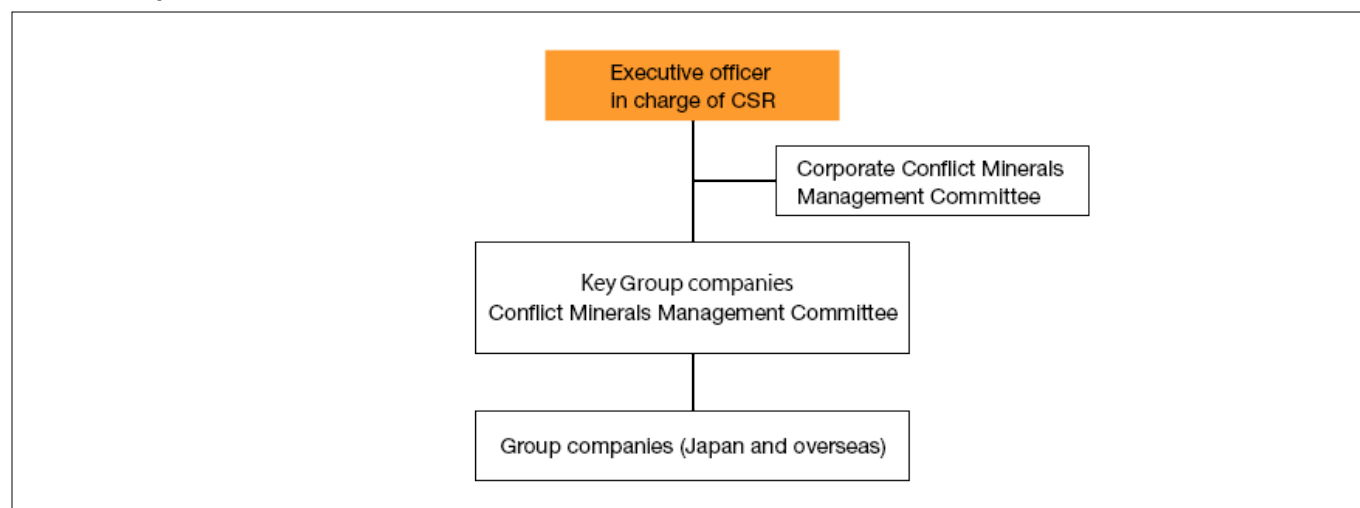 Executive officer
in charge of CSR
Corporate Conflict Minerals
Management Committee
Key Group companies
Conflict Minerals Management Committee
Group companies (Japan and overseas)